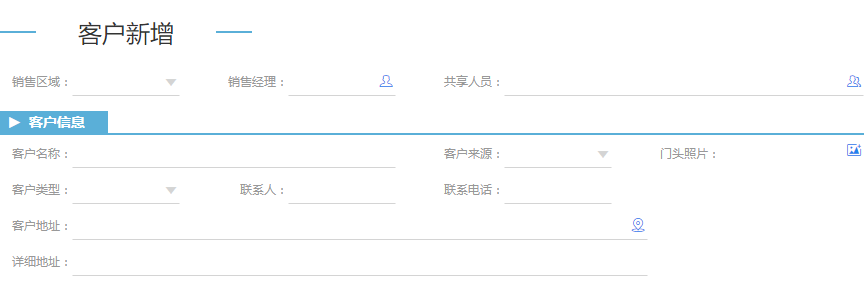 客户新增
销售区域： 销售经理： 共享人员：
客户信息
客户名称： 客户来源： 门头照片：
客户类型： 联系人： 联系电话：
客户地址：
详细地址：